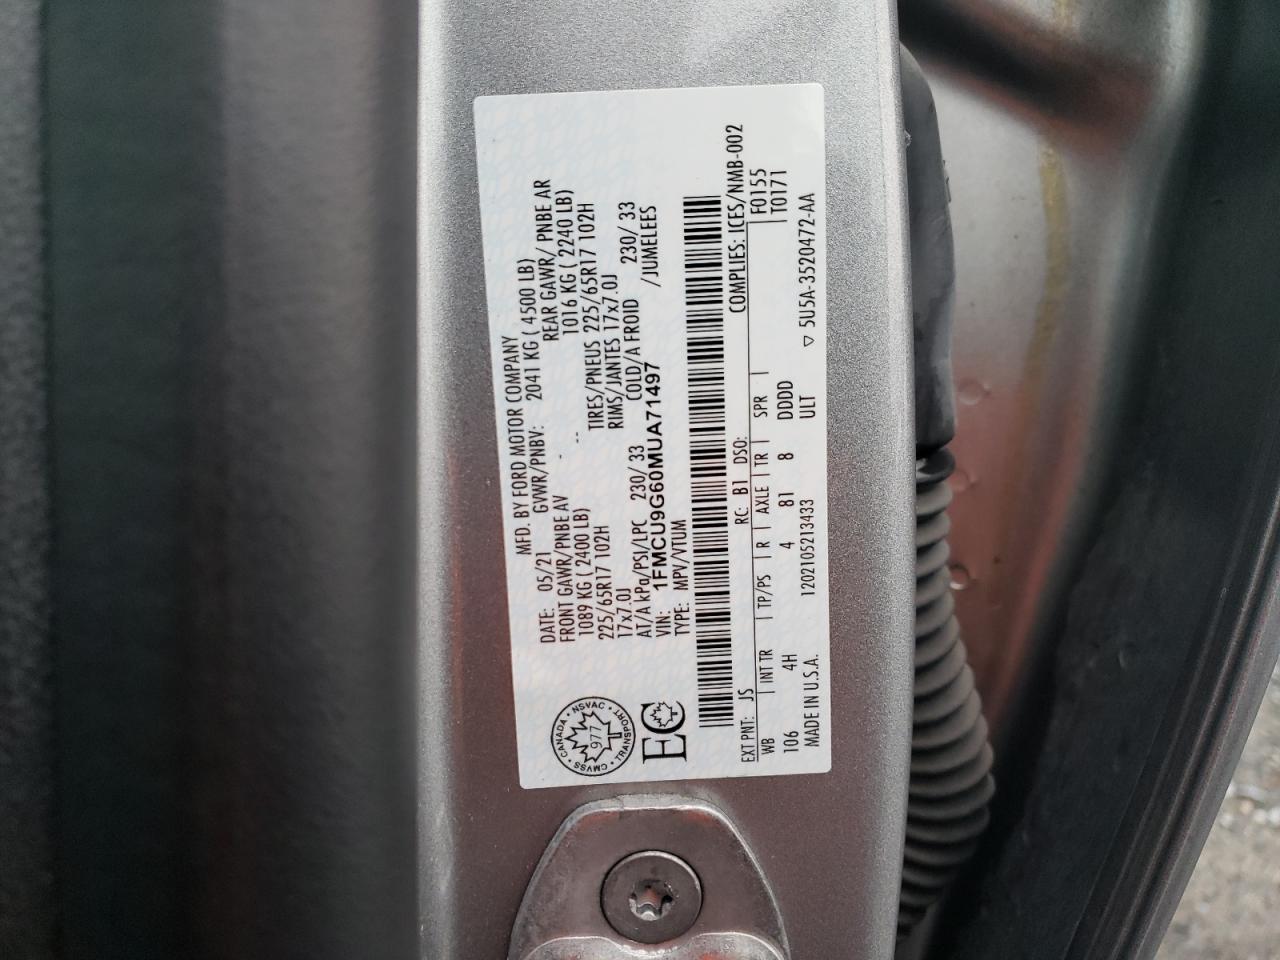 MFD. BY FORD MOTOR COMPANY
DATE: 05/21 GVWR/PNBV: 2041 KG ( 4500 LB)
FRONT GAWR/PNBE AV - REAR GAWR/ PNBE AR
1089 KG ( 2400 LB) -- 1016 KG ( 2240 LB)
225/65R17 102H TIRES/PNEUS 225/65R17 102H
17x7.0J RIMS/JANTES 17x7.0J
AT/A kPa/PSI/LPC 230/ 33 COLD/A FROID 230/ 33
VIN: 1FMCU9G60MUA71497 /JUMELEES
TYPE: MPV/VTUM
CANADA • NSVAC • TRANSPORT • CMVSS •
977
EC
COMPLIES: ICES/NMB-002
EXT PNT: JS RC: B1 DSO: F0155
WB INT TR TP/PS R AXLE TR SPR T0171
106 4H 4 81 8 DDDD
MADE IN U.S.A. 1202105213433 ULT ▽ 5U5A-3520472-AA